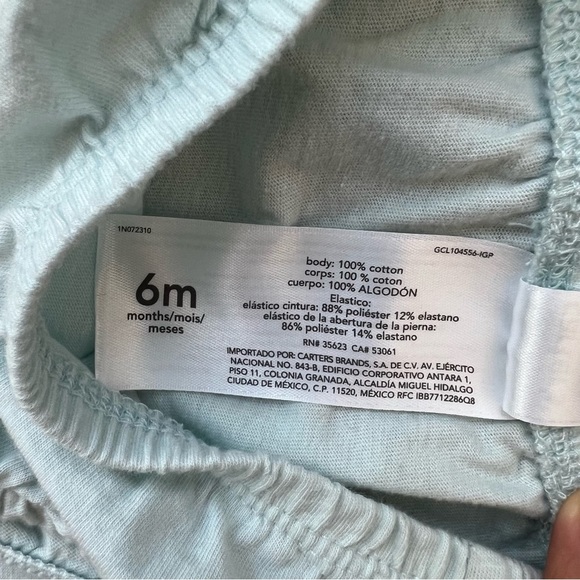 1N072310
GCL104556-IGP
6m
months/mois/
meses
body: 100% cotton
corps: 100 % cotton
cuerpo: 100% ALGODÓN
Elastico:
elástico cintura: 88% poliéster 12% elastano
elástico de la abertura de la pierna:
86% poliéster 14% elastano
RN# 35623 CA# 53061
IMPORTADO POR: CARTERS BRANDS, S.A. DE C.V. AV. EJÉRCITO
NACIONAL NO. 843-B, EDIFICIO CORPORATIVO ANTARA 1,
PISO 11, COLONIA GRANADA, ALCALDÍA MIGUEL HIDALGO
CIUDAD DE MÉXICO, C.P. 11520, MÉXICO RFC IBB7712286Q8